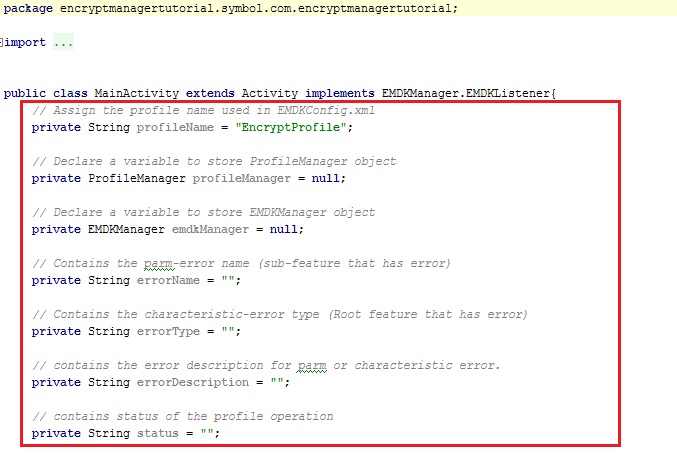 package encryptmanagertutorial.symbol.com.encryptmanagertutorial;
import ...
public class MainActivity extends Activity implements EMDKManager.EMDKListener{
// Assign the profile name used in EMDKConfig.xml
private String profileName = "EncryptProfile";
// Declare a variable to store ProfileManager object
private ProfileManager profileManager = null;
// Declare a variable to store EMDKManager object
private EMDKManager emdkManager = null;
// Contains the parm-error name (sub-feature that has error)
private String errorName = "";
// Contains the characteristic-error type (Root feature that has error)
private String errorType = "";
// contains the error description for parm or characteristic error.
private String errorDescription = "";
// contains status of the profile operation
private String status = "";